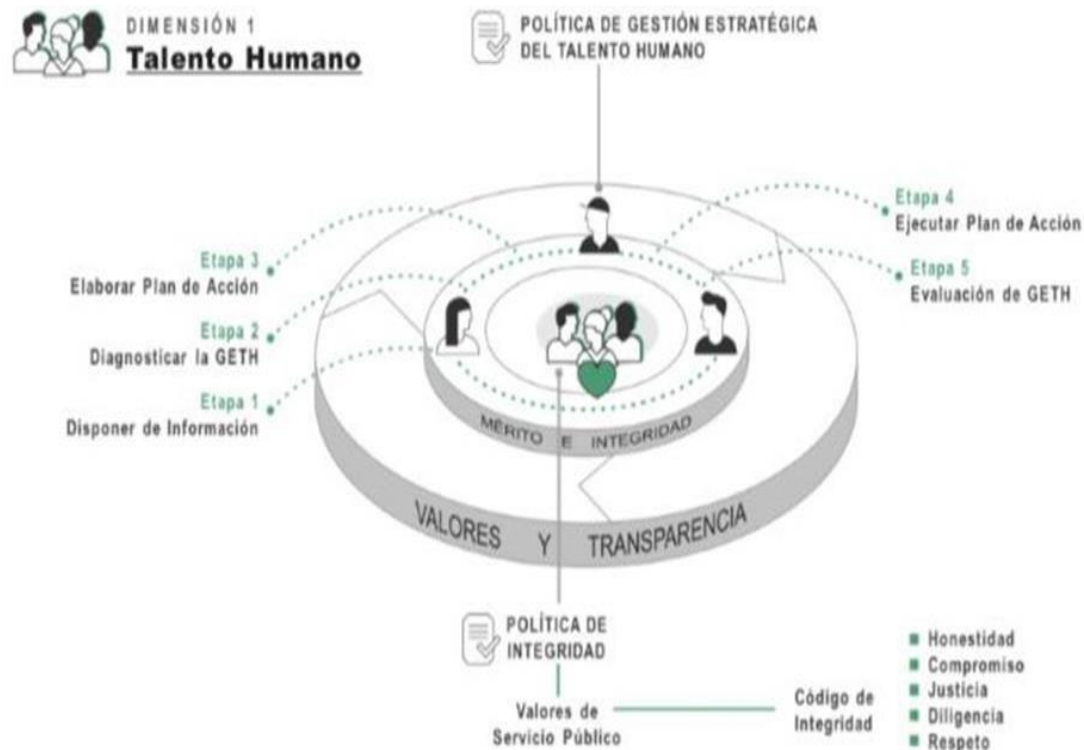 DIMENSIÓN 1
Talento Humano
POLÍTICA DE GESTIÓN ESTRATÉGICA
DEL TALENTO HUMANO
Etapa 3
Elaborar Plan de Acción
Etapa 2
Diagnosticar la GETH
Etapa 1
Disponer de Información
Etapa 4
Ejecutar Plan de Acción
Etapa 5
Evaluación de GETH
MÉRITO E INTEGRIDAD
VALORES Y TRANSPARENCIA
POLÍTICA DE
INTEGRIDAD
Valores de
Servicio Público
Código de
Integridad
Honestidad
Compromiso
Justicia
Diligencia
Respeto